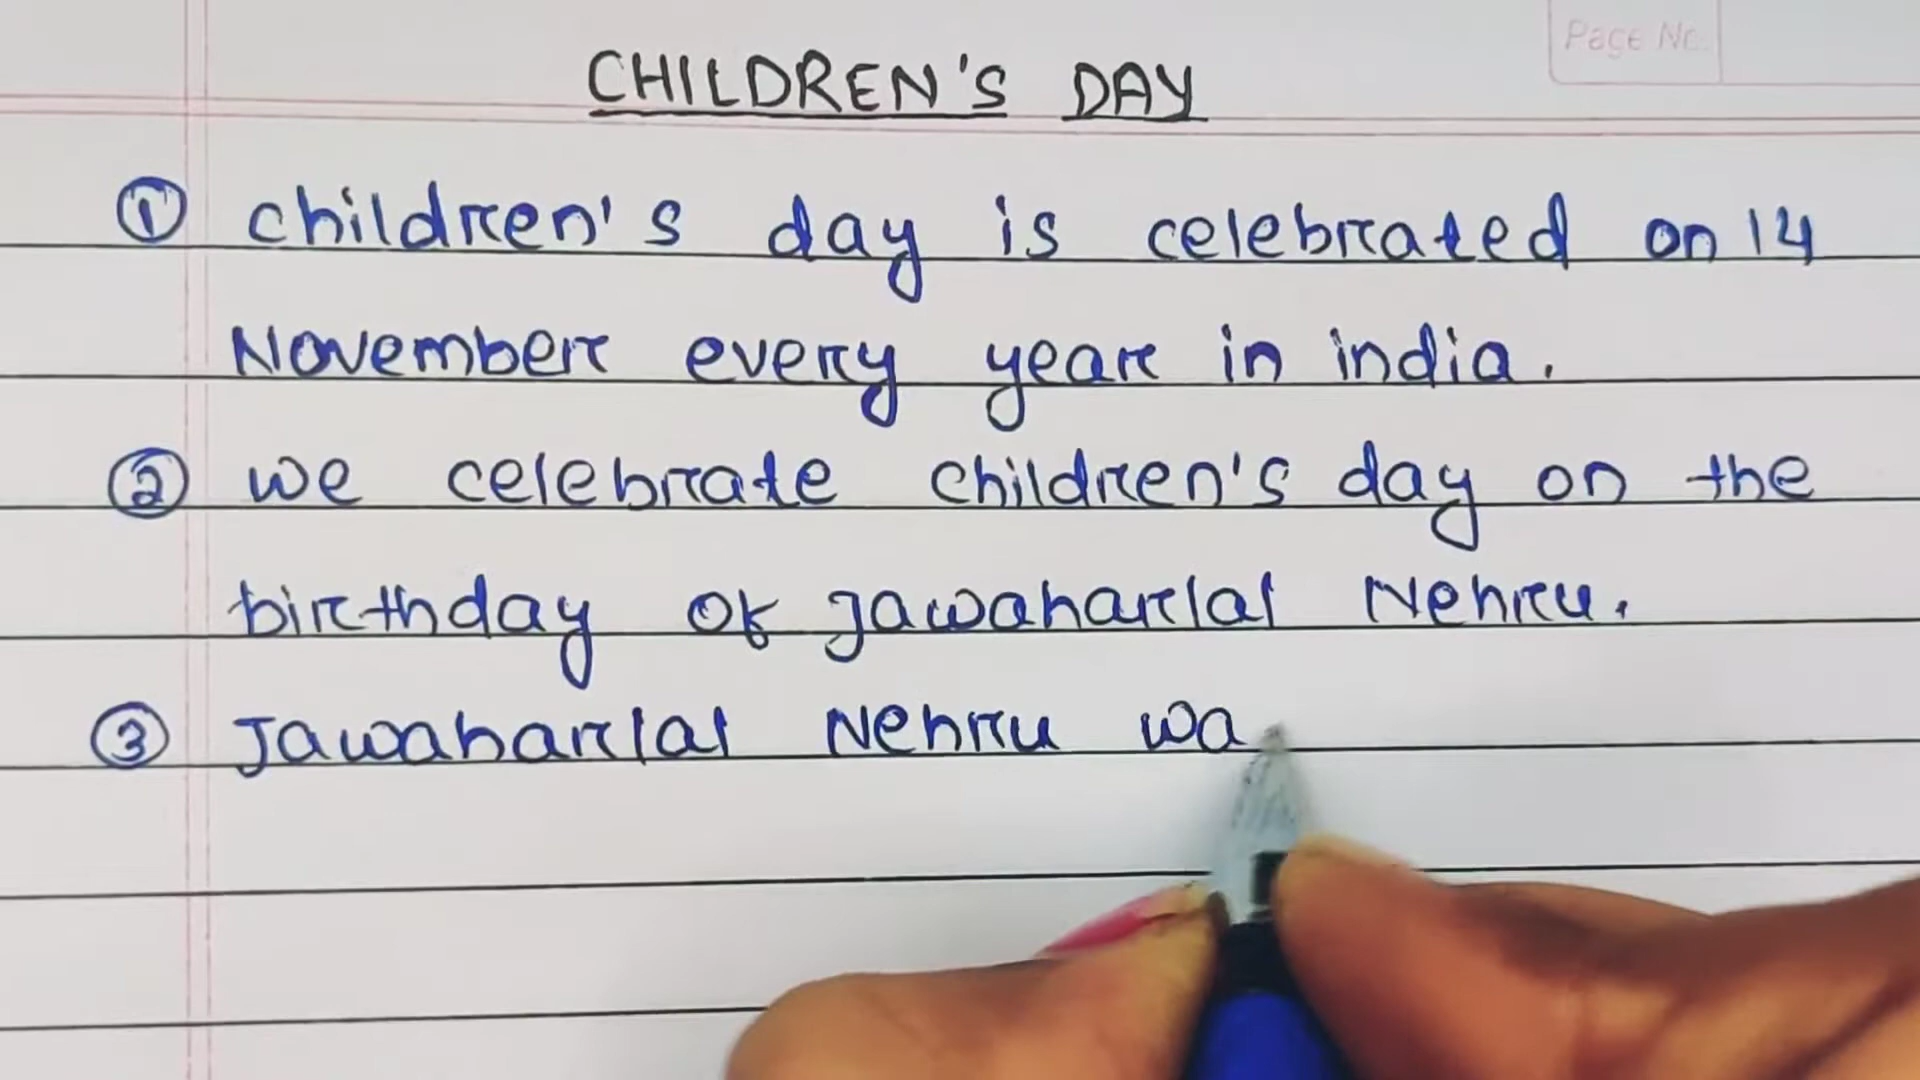 Page No.
CHILDREN'S DAY
① children's day is celebrated on 14
November every year in india.
② we celebrate children's day on the
birthday of Jawaharlal Nehru.
③ Jawaharlal Nehru wa